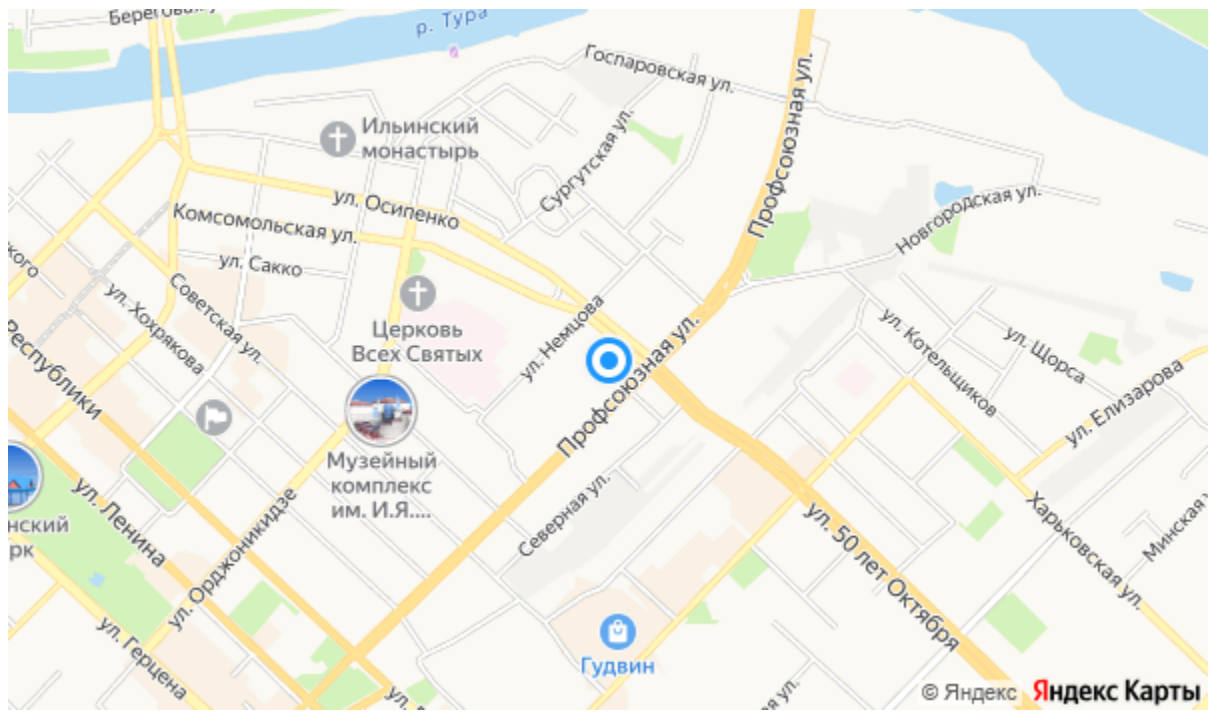 Береговая ул.
р. Тура
Госпаровская ул.
Профсоюзная ул.
Ильинский
монастырь
Сургутская ул.
ул. Осипенко
Новгородская ул.
Комсомольская ул.
ул. Сакко
Советская ул.
ул. Хохрякова
Церковь
Всех Святых
ул. Немцова
Профсоюзная ул.
ул. Котельщиков
ул. Щорса
ул. Елизарова
Республики
Музейный
комплекс
им. И.Я....
ул. Ленина
нский
рк
ул. Орджоникидзе
Северная ул.
ул. 50 лет Октября
Харьковская ул.
Минская
ул. Герцена
Гудвин
© Яндекс Яндекс Карты